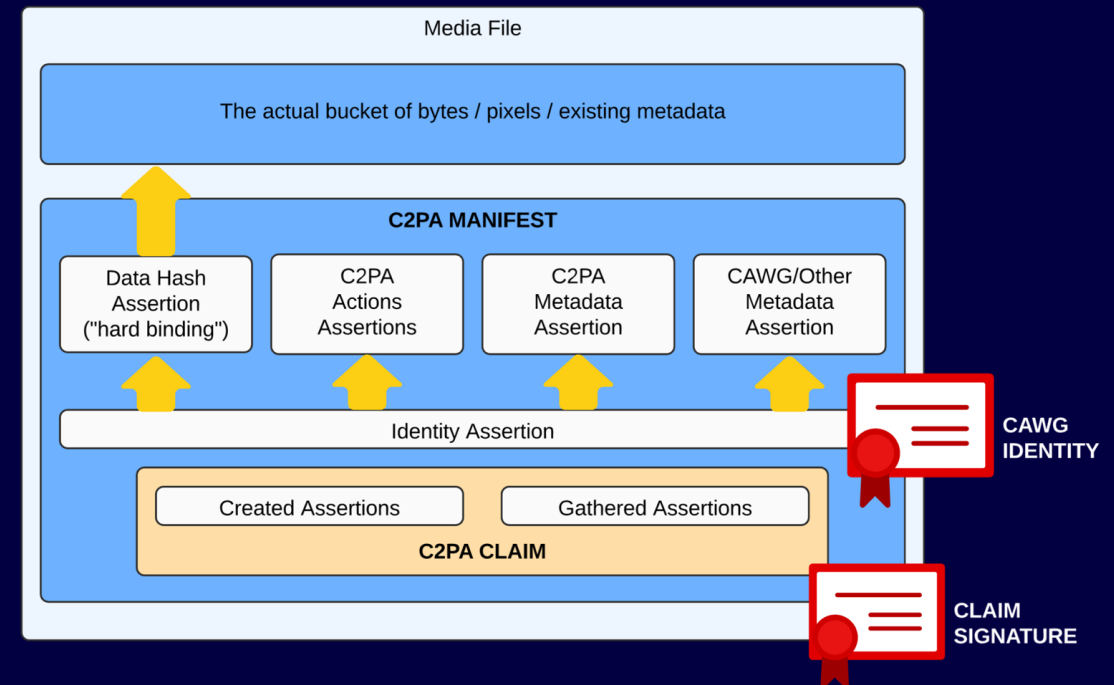 Media File
The actual bucket of bytes / pixels / existing metadata
C2PA MANIFEST
Data Hash
Assertion
("hard binding")
C2PA
Actions
Assertions
C2PA
Metadata
Assertion
CAWG/Other
Metadata
Assertion
Identity Assertion
CAWG
IDENTITY
Created Assertions
Gathered Assertions
C2PA CLAIM
CLAIM
SIGNATURE